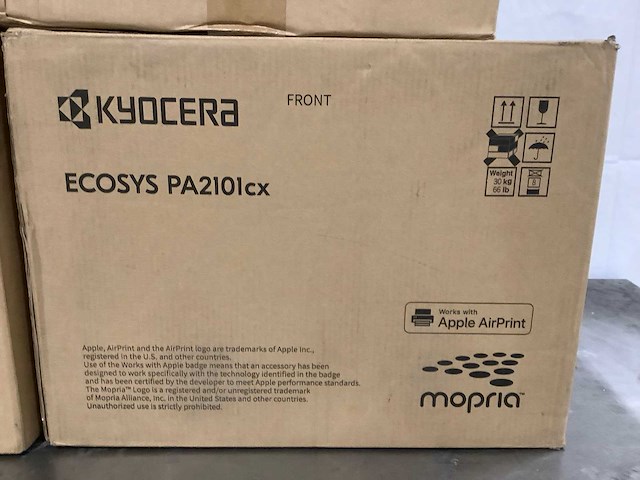 KYOCERA
FRONT
ECOSYS PA2101cx
Weight
30 kg
66 lb
8
Works with
Apple AirPrint
Apple, AirPrint and the AirPrint logo are trademarks of Apple Inc.,
registered in the U.S. and other countries.
Use of the Works with Apple badge means that an accessory has been
designed to work specifically with the technology identified in the badge
and has been certified by the developer to meet Apple performance standards.
The Mopria™ Logo is a registered and/or unregistered trademark
of Mopria Alliance, Inc. in the United States and other countries.
Unauthorized use is strictly prohibited.
mopria™